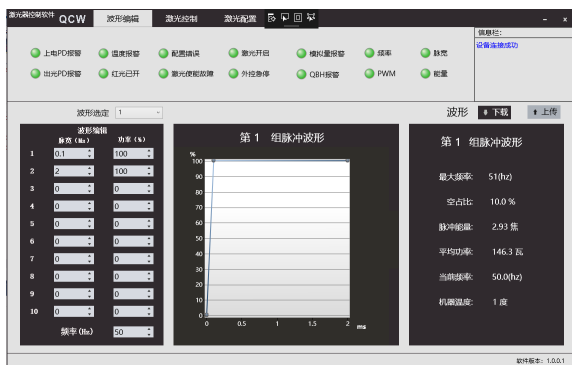 激光器控制软件 QCW 波形编辑 激光控制 激光配置 - x
信息栏:
设备连接成功
上电PD报警 温度报警 配置错误 激光开启 模拟量报警 频率 脉宽
出光PD报警 红光已开 激光使能故障 外控急停 QBH报警 PWM 能量
波形选定 1 波形 下载 上传
波形编辑
脉宽(Ms) 功率(%)
1 0.1 100
2 2 100
3 0 0
4 0 0
5 0 0
6 0 0
7 0 0
8 0 0
9 0 0
10 0 0
频率(Hz) 50
第 1 组脉冲波形
%
100
90
80
70
60
50
40
30
20
10
0
0 0.5 1 1.5 2 ms
第 1 组脉冲波形
最大频率: 51(hz)
空占比: 10.0 %
脉冲能量: 2.93 焦
平均功率: 146.3 瓦
当前频率: 50.0(hz)
机器温度: 1 度
软件版本: 1.0.0.1